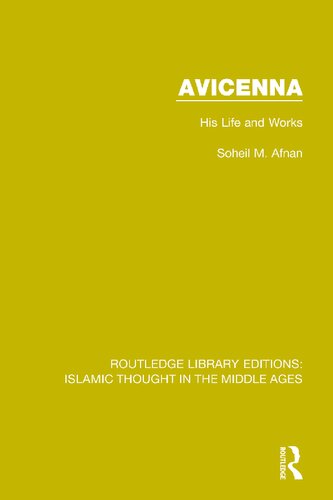 AVICENNA
His Life and Works
Soheil M. Afnan
ROUTLEDGE LIBRARY EDITIONS:
ISLAMIC THOUGHT IN THE MIDDLE AGES
ROUTLEDGE